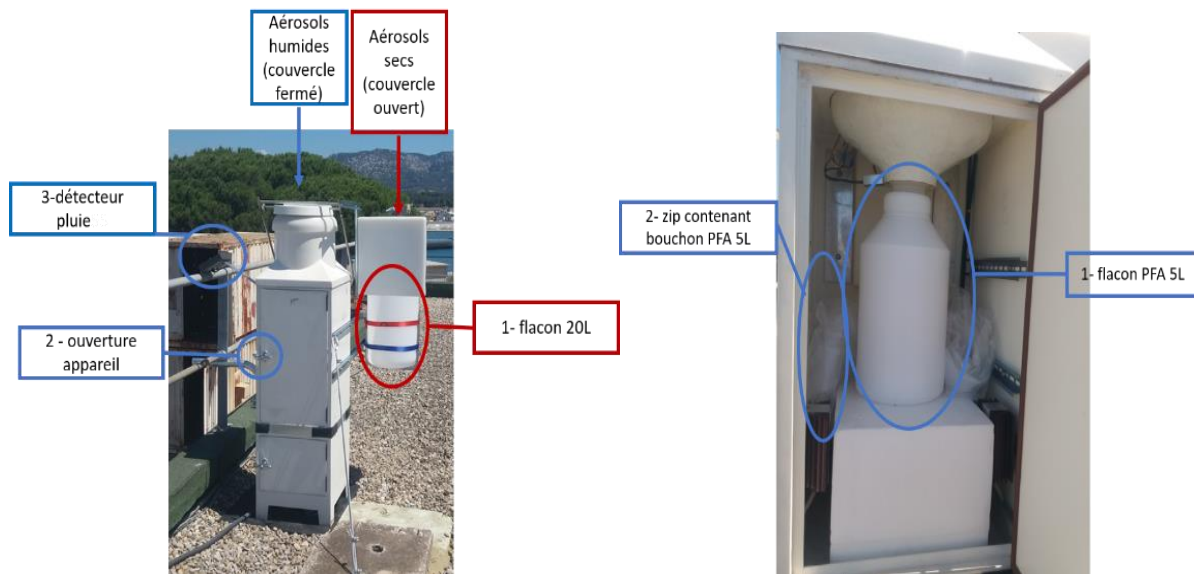 Aérosols
humides
(couvercle
fermé)
Aérosols
secs
(couvercle
ouvert)
3-détecteur
pluie
2 - ouverture
appareil
1- flacon 20L
2- zip contenant
bouchon PFA 5L
1- flacon PFA 5L